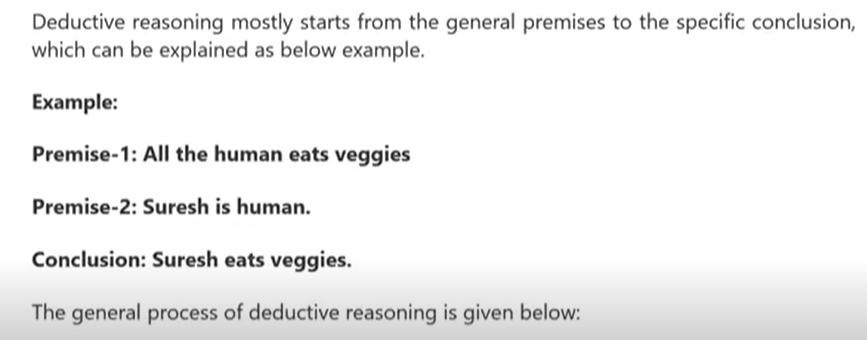 Deductive reasoning mostly starts from the general premises to the specific conclusion,
which can be explained as below example.
Example:
Premise-1: All the human eats veggies
Premise-2: Suresh is human.
Conclusion: Suresh eats veggies.
The general process of deductive reasoning is given below: